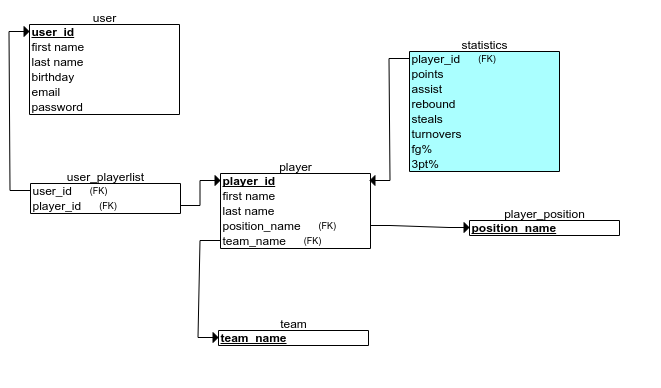 user
user_id
first name
last name
birthday
email
password
statistics
player_id (FK)
points
assist
rebound
steals
turnovers
fg%
3pt%
user_playerlist
user_id (FK)
player_id (FK)
player
player_id
first name
last name
position_name (FK)
team_name (FK)
player_position
position_name
team
team_name